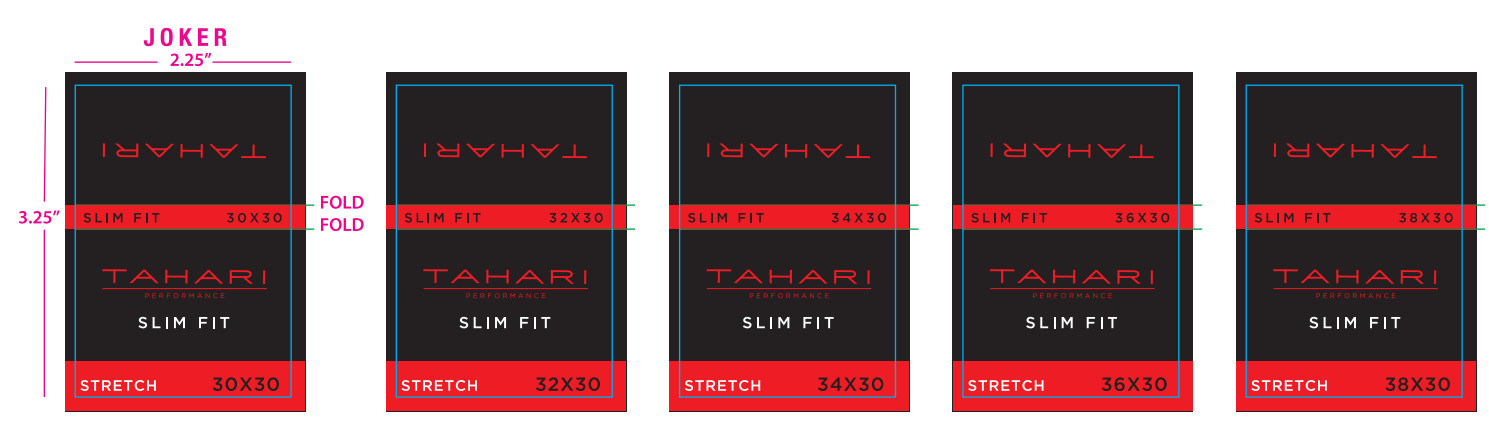 JOKER
2.25"
3.25"
TAHARI
SLIM FIT 30X30
FOLD
FOLD
TAHARI
PERFORMANCE
SLIM FIT
STRETCH 30X30
TAHARI
SLIM FIT 32X30
TAHARI
PERFORMANCE
SLIM FIT
STRETCH 32X30
TAHARI
SLIM FIT 34X30
TAHARI
PERFORMANCE
SLIM FIT
STRETCH 34X30
TAHARI
SLIM FIT 36X30
TAHARI
PERFORMANCE
SLIM FIT
STRETCH 36X30
TAHARI
SLIM FIT 38X30
TAHARI
PERFORMANCE
SLIM FIT
STRETCH 38X30